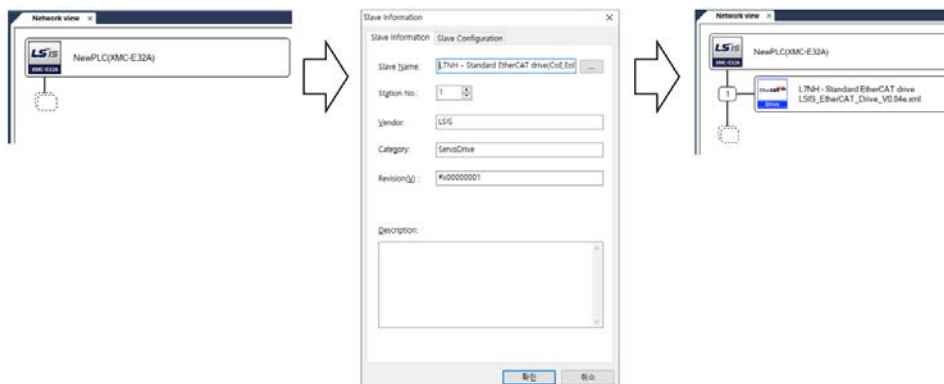 Network view ×
LSIS
XMC-E32A
NewPLC(XMC-E32A)
Slave Information ×
Slave Information Slave Configuration
Slave Name: L7NH - Standard EtherCAT drive(CoE,EoE ...
Station No.: 1
Vendor: LSIS
Category: ServoDrive
Revision(V) : #x00000001
Description:
확인 취소
Network view ×
LSIS
XMC-E32A
NewPLC(XMC-E32A)
1
EtherCAT
Drive
L7NH - Standard EtherCAT drive
LSIS_EtherCAT_Drive_V0.84e.xml